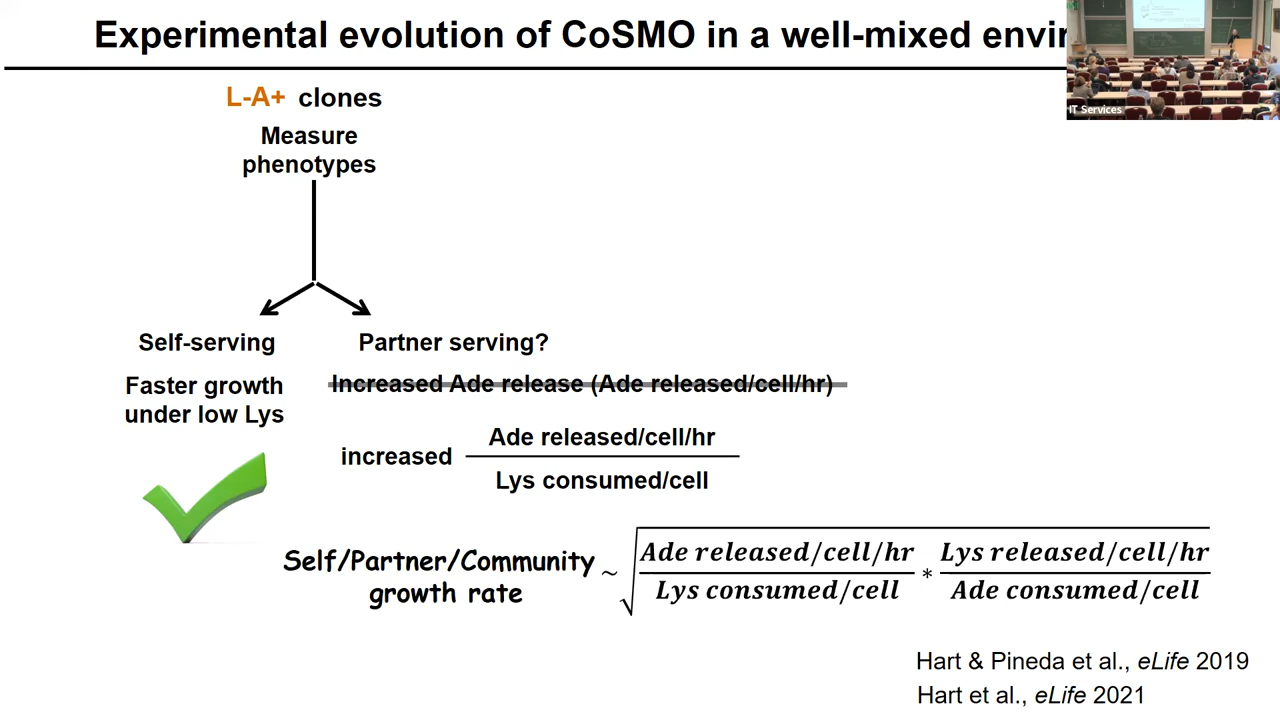 Experimental evolution of CoSMO in a well-mixed
IT Services
L-A+ clones
Measure
phenotypes
Self-serving
Partner serving?
Faster growth
under low Lys
Increased Ade release (Ade released/cell/hr)
increased
Ade released/cell/hr
Lys consumed/cell
Self/Partner/Community
growth rate
~ √ Ade released/cell/hr * Lys released/cell/hr
Lys consumed/cell Ade consumed/cell
Hart & Pineda et al., eLife 2019
Hart et al., eLife 2021